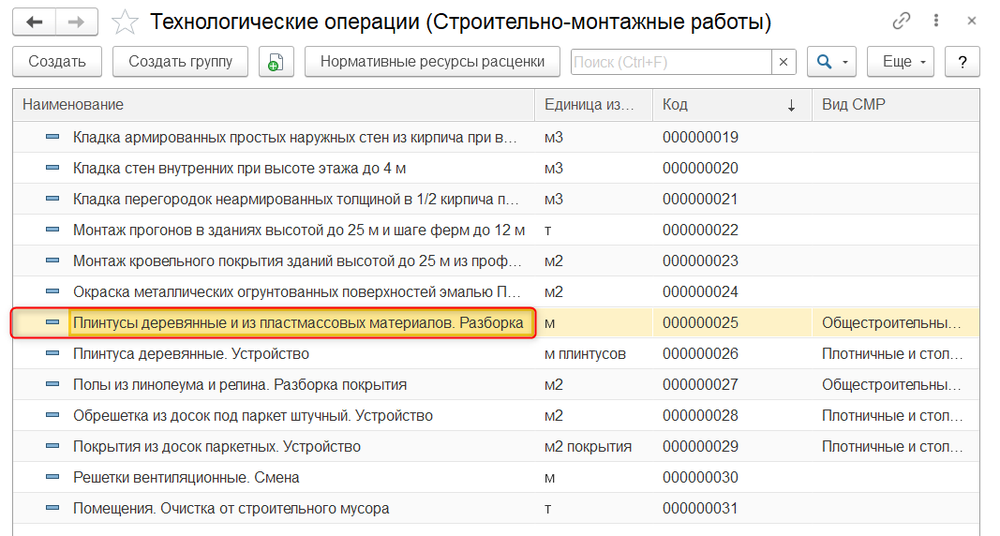 Технологические операции (Строительно-монтажные работы)
Создать Создать группу Нормативные ресурсы расценки Поиск (Ctrl+F) × Еще ?
Наименование Единица из... Код ↓ Вид СМР
Кладка армированных простых наружных стен из кирпича при в... м3 000000019
Кладка стен внутренних при высоте этажа до 4 м м3 000000020
Кладка перегородок неармированных толщиной в 1/2 кирпича п... м3 000000021
Монтаж прогонов в зданиях высотой до 25 м и шаге ферм до 12 м т 000000022
Монтаж кровельного покрытия зданий высотой до 25 м из проф... м2 000000023
Окраска металлических огрунтованных поверхностей эмалью П... м2 000000024
Плинтусы деревянные и из пластмассовых материалов. Разборка м 000000025 Общестроительны...
Плинтуса деревянные. Устройство м плинтусов 000000026 Плотничные и стол...
Полы из линолеума и релина. Разборка покрытия м2 000000027 Общестроительны...
Обрешетка из досок под паркет штучный. Устройство м2 000000028 Плотничные и стол...
Покрытия из досок паркетных. Устройство м2 покрытия 000000029 Плотничные и стол...
Решетки вентиляционные. Смена м 000000030
Помещения. Очистка от строительного мусора т 000000031